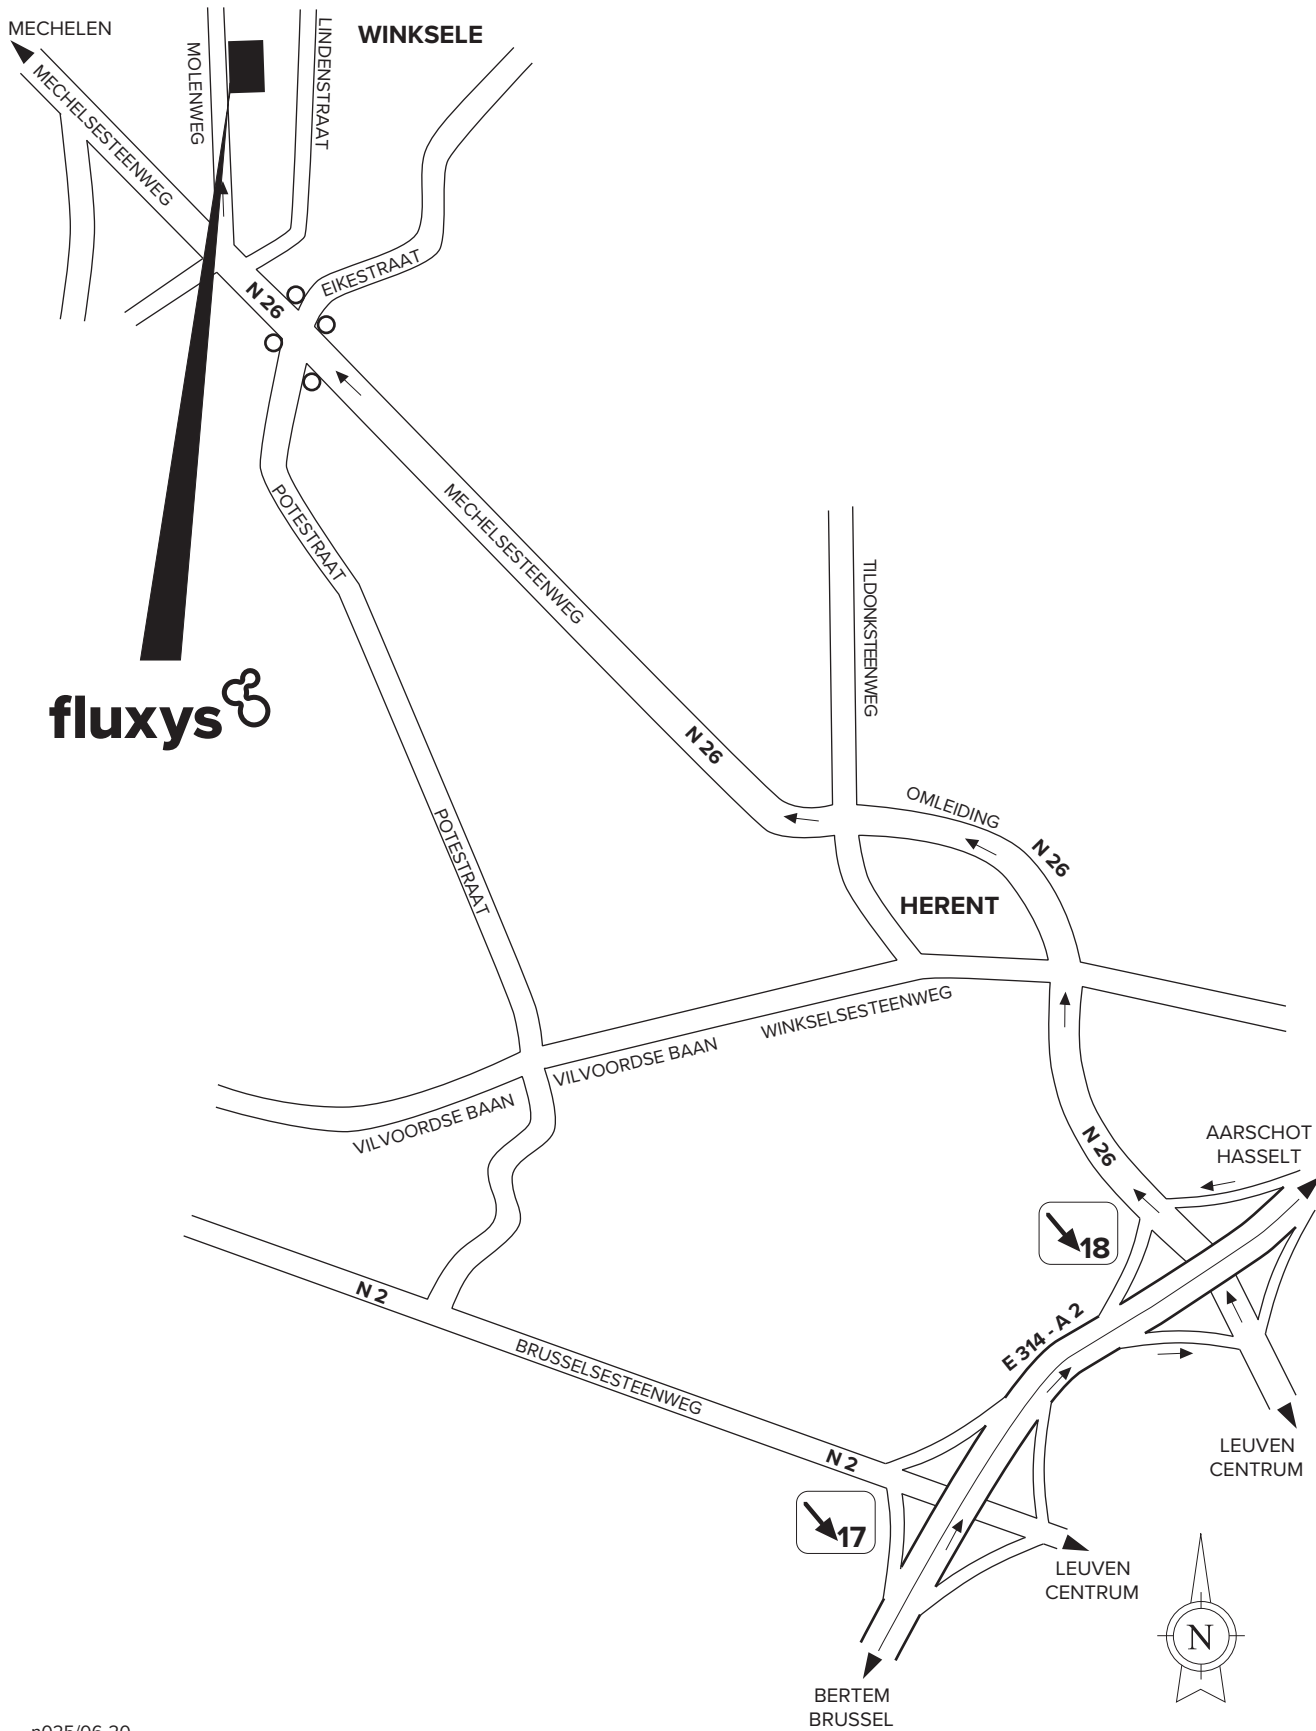 MECHELEN
MOLENWEG
LINDENSTRAAT
WINKSELE
MECHELSESTEENWEG
EIKESTRAAT
N 26
POTESTRAAT
MECHELSESTEENWEG
TILDONKSTEENWEG
fluxys
N 26
OMLEIDING
N 26
POTESTRAAT
HERENT
WINKSELSESTEENWEG
VILVOORDSE BAAN
VILVOORDSE BAAN
N 26
AARSCHOT
HASSELT
18
N 2
E 314 - A 2
BRUSSELSESTEENWEG
N 2
LEUVEN
CENTRUM
17
LEUVEN
CENTRUM
N
BERTEM
BRUSSEL